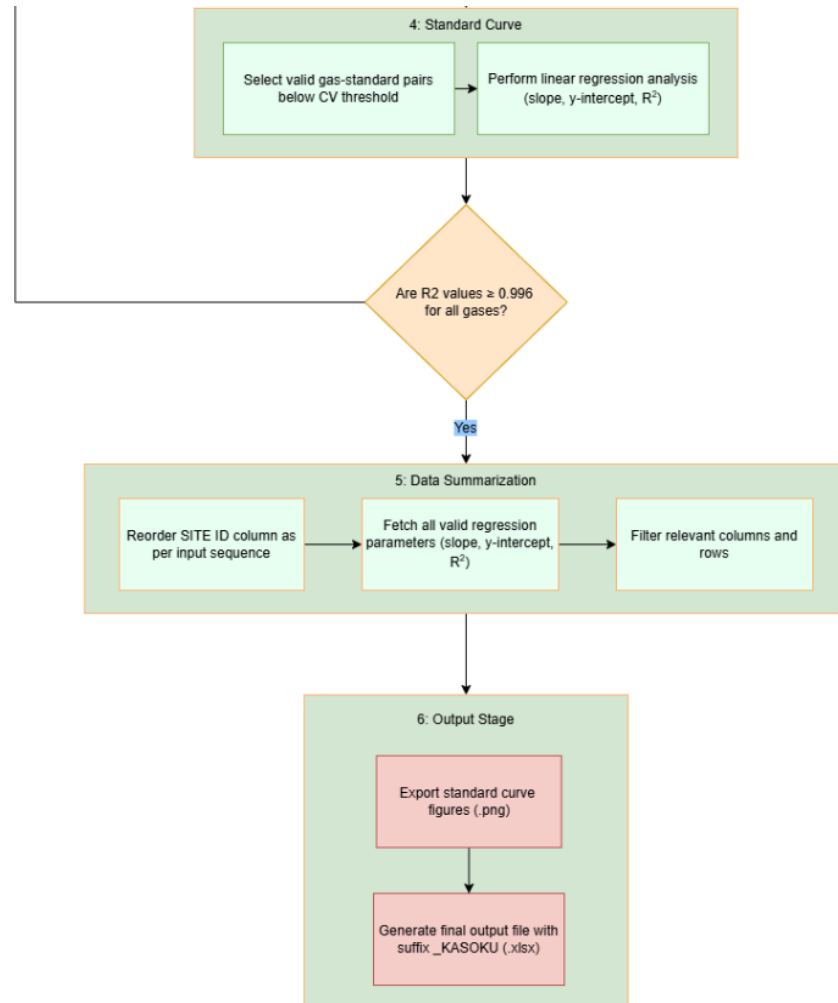 4: Standard Curve
Select valid gas-standard pairs
below CV threshold
Perform linear regression analysis
(slope, y-intercept, R²)
Are R2 values ≥ 0.996
for all gases?
Yes
5: Data Summarization
Reorder SITE ID column as
per input sequence
Fetch all valid regression
parameters (slope, y-intercept,
R²)
Filter relevant columns and
rows
6: Output Stage
Export standard curve
figures (.png)
Generate final output file with
suffix _KASOKU (.xlsx)